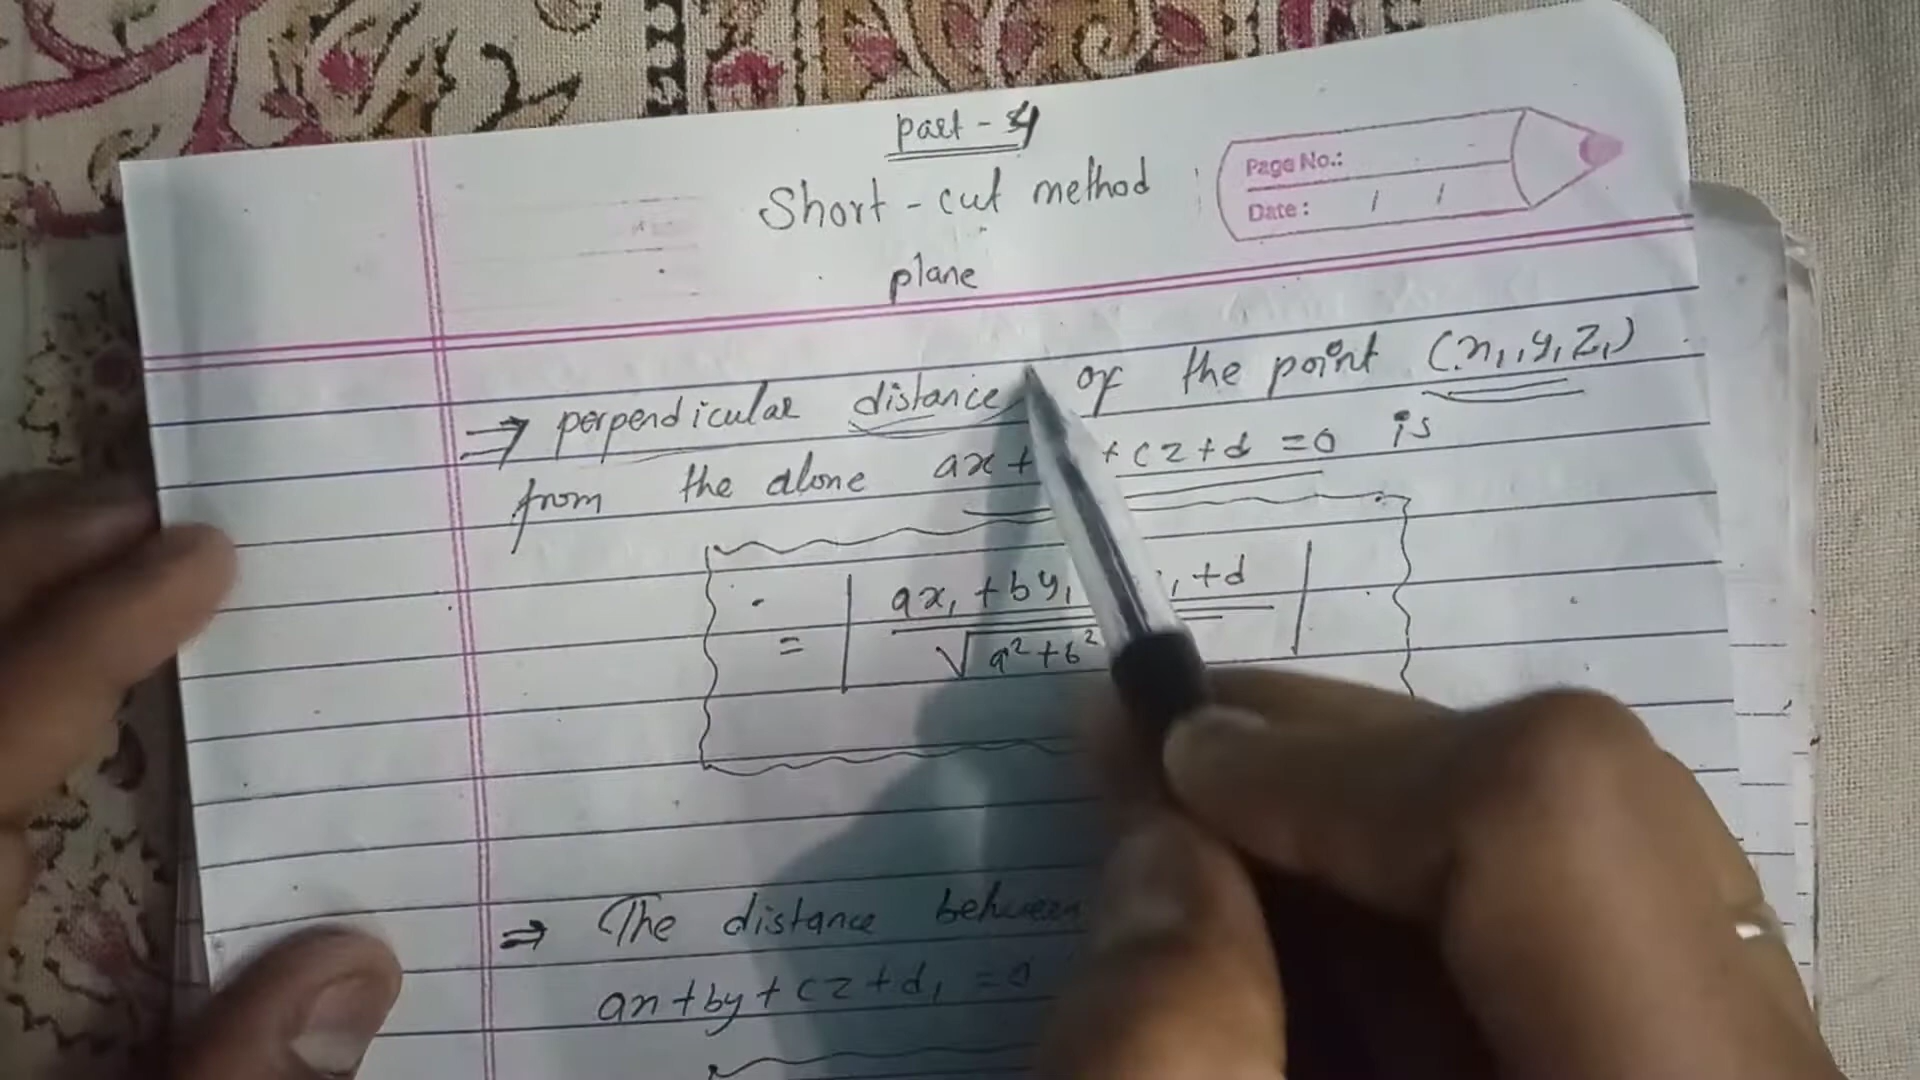 part - 4
Short - cut method
Page No.:
Date: / /
plane
⇒ perpendicular distance of the point (x₁, y₁ z₁)
from the alone ax + + cz + d = 0 is
= | ax₁ + by₁ ₁ + d |
√ a² + b²
⇒ The distance between
ax + by + cz + d₁ = 0